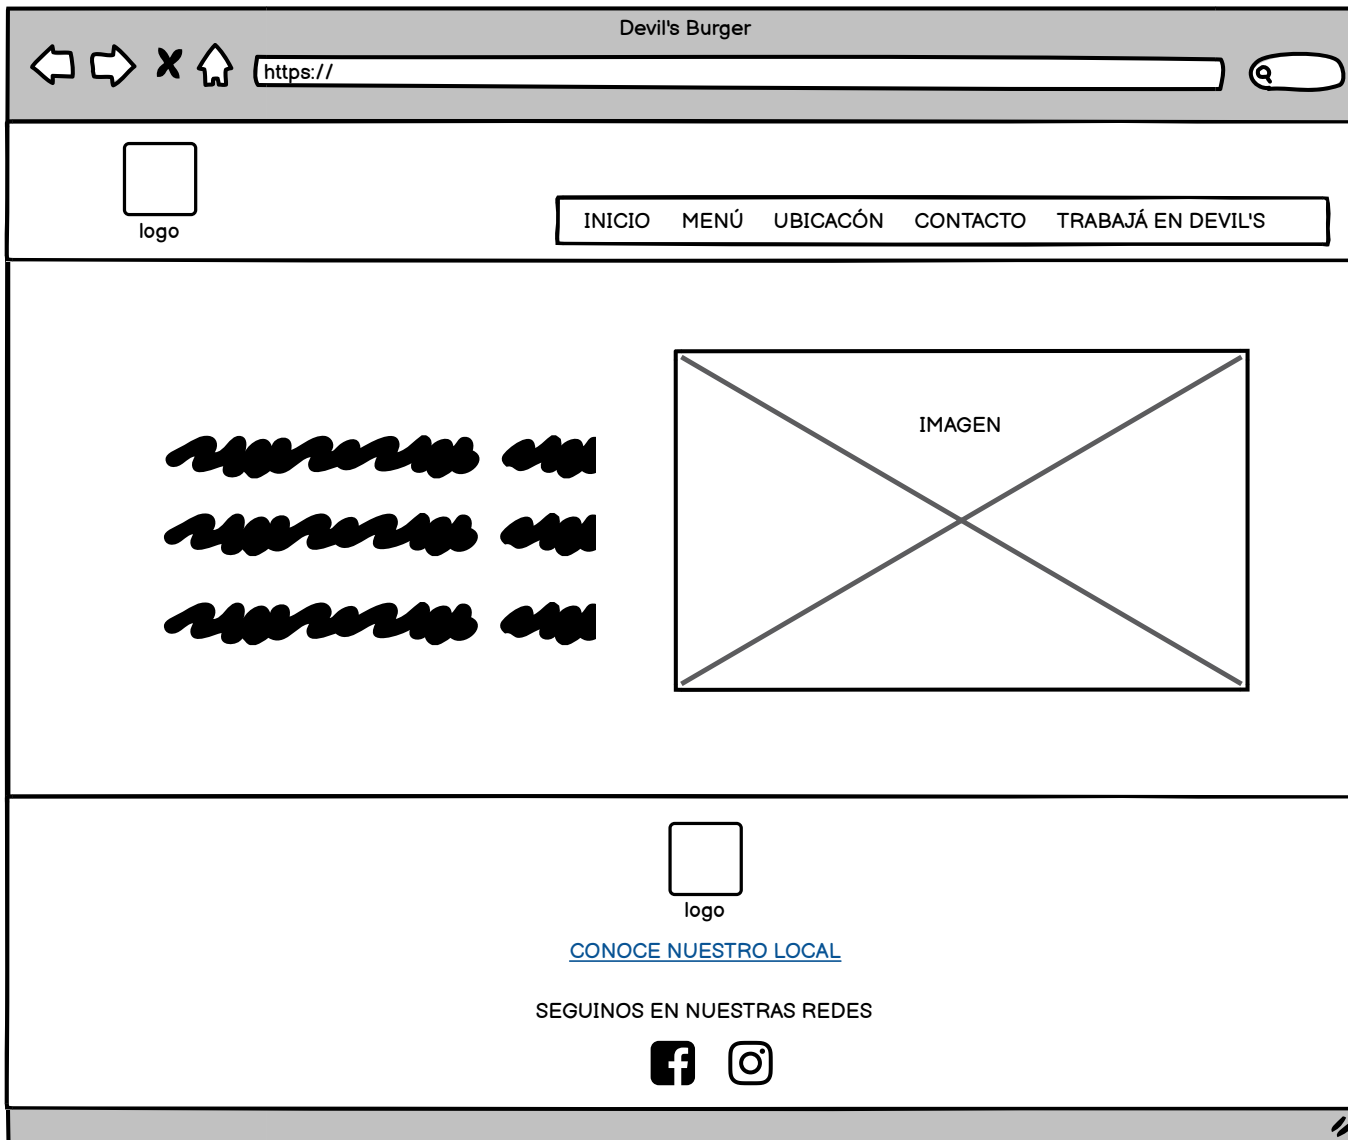 Devil's Burger
https://
logo
INICIO MENÚ UBICACÓN CONTACTO TRABAJÁ EN DEVIL'S
IMAGEN
logo
CONOCE NUESTRO LOCAL
SEGUINOS EN NUESTRAS REDES